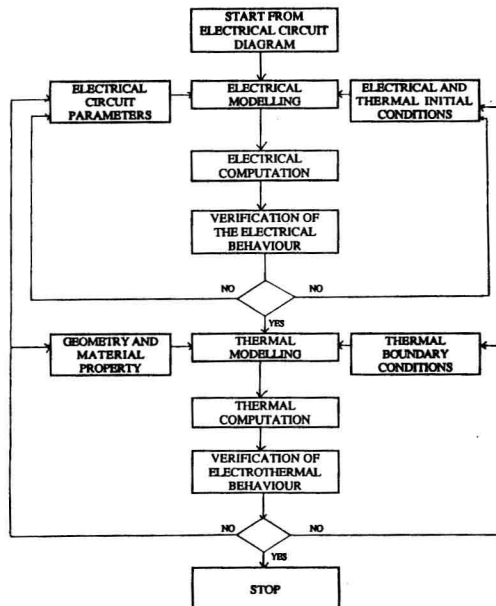 START FROM
ELECTRICAL CIRCUIT
DIAGRAM
ELECTRICAL
CIRCUIT
PARAMETERS
ELECTRICAL
MODELLING
ELECTRICAL AND
THERMAL INITIAL
CONDITIONS
ELECTRICAL
COMPUTATION
VERIFICATION OF
THE ELECTRICAL
BEHAVIOUR
NO
NO
YES
GEOMETRY AND
MATERIAL
PROPERTY
THERMAL
MODELLING
THERMAL
BOUNDARY
CONDITIONS
THERMAL
COMPUTATION
VERIFICATION OF
ELECTROTHERMAL
BEHAVIOUR
NO
NO
YES
STOP